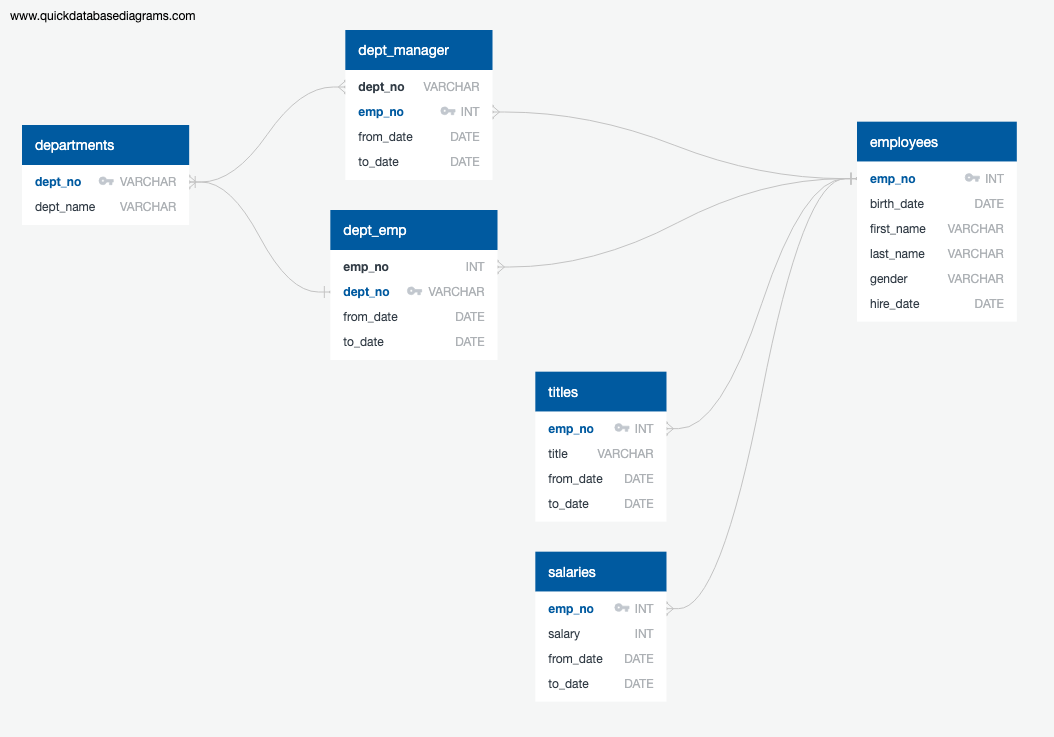 www.quickdatabasediagrams.com
departments
dept_no VARCHAR
dept_name VARCHAR
dept_manager
dept_no VARCHAR
emp_no INT
from_date DATE
to_date DATE
dept_emp
emp_no INT
dept_no VARCHAR
from_date DATE
to_date DATE
employees
emp_no INT
birth_date DATE
first_name VARCHAR
last_name VARCHAR
gender VARCHAR
hire_date DATE
titles
emp_no INT
title VARCHAR
from_date DATE
to_date DATE
salaries
emp_no INT
salary INT
from_date DATE
to_date DATE